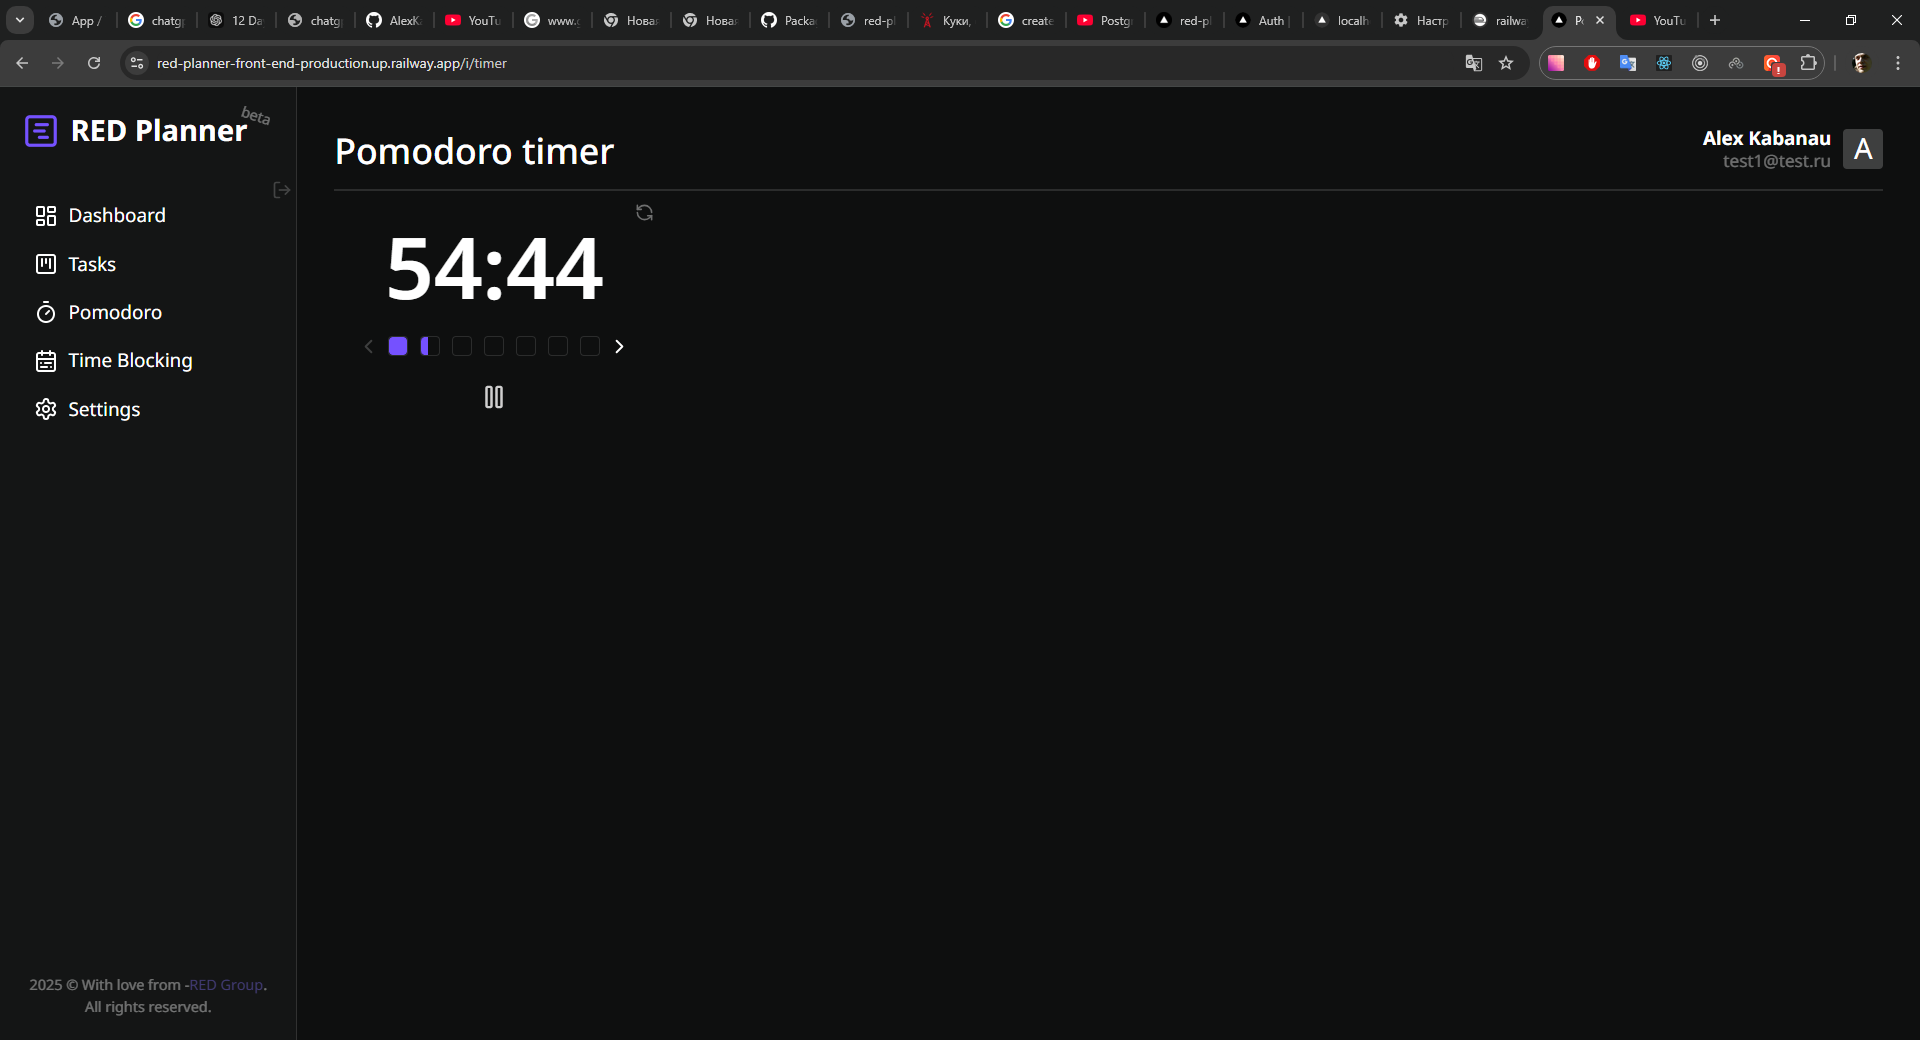 App /
chatg
12 Da
chatg
AlexK
YouTu
www.g
Нова
Нова
Packa
red-pl
Куки,
create
Postg
red-pl
Auth |
localh
Настр
railwa
YouTu
red-planner-front-end-production.up.railway.app/i/timer
RED Planner beta
Pomodoro timer
Alex Kabanau
test1@test.ru
A
Dashboard
Tasks
Pomodoro
Time Blocking
Settings
54:44
2025 © With love from -RED Group.
All rights reserved.